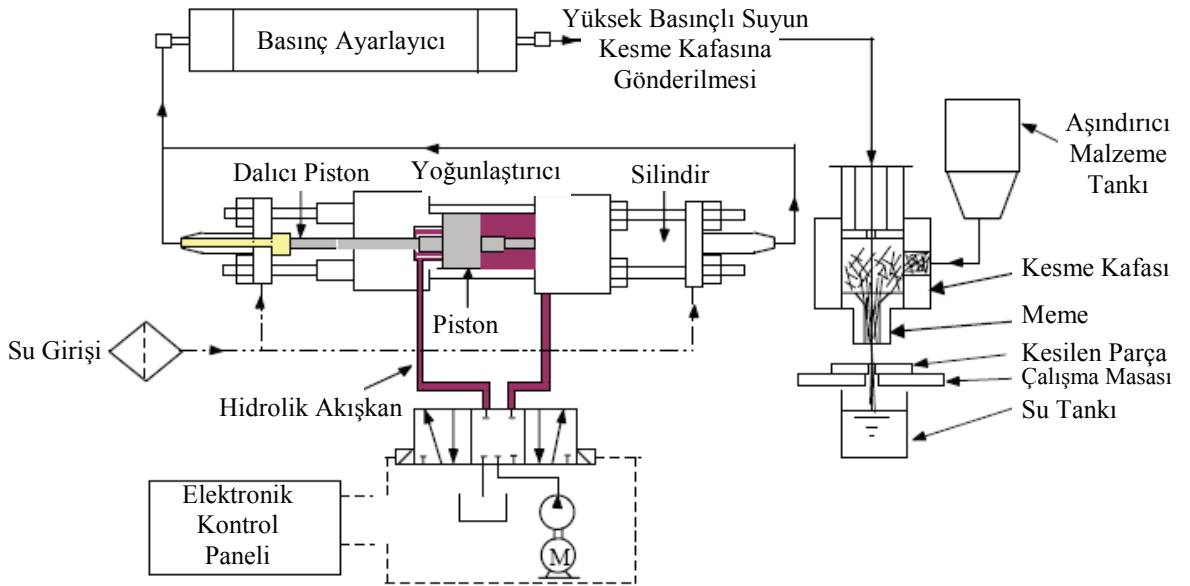 Basınç Ayarlayıcı
Yüksek Basınçlı Suyun
Kesme Kafasına
Gönderilmesi
Aşındırıcı
Malzeme
Tankı
Dalıcı Piston
Yoğunlaştırıcı
Silindir
Kesme Kafası
Piston
Meme
Su Girişi
Kesilen Parça
Çalışma Masası
Hidrolik Akışkan
Su Tankı
Elektronik
Kontrol
Paneli
M